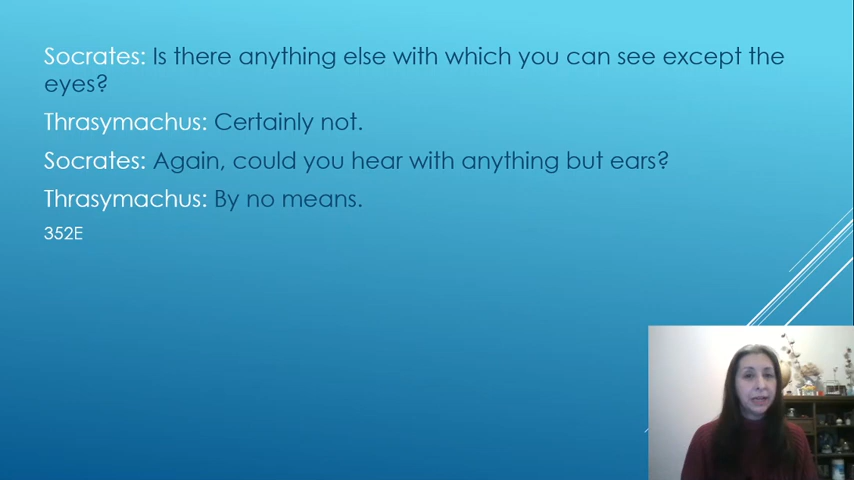 Socrates: Is there anything else with which you can see except the
eyes?
Thrasymachus: Certainly not.
Socrates: Again, could you hear with anything but ears?
Thrasymachus: By no means.
352E